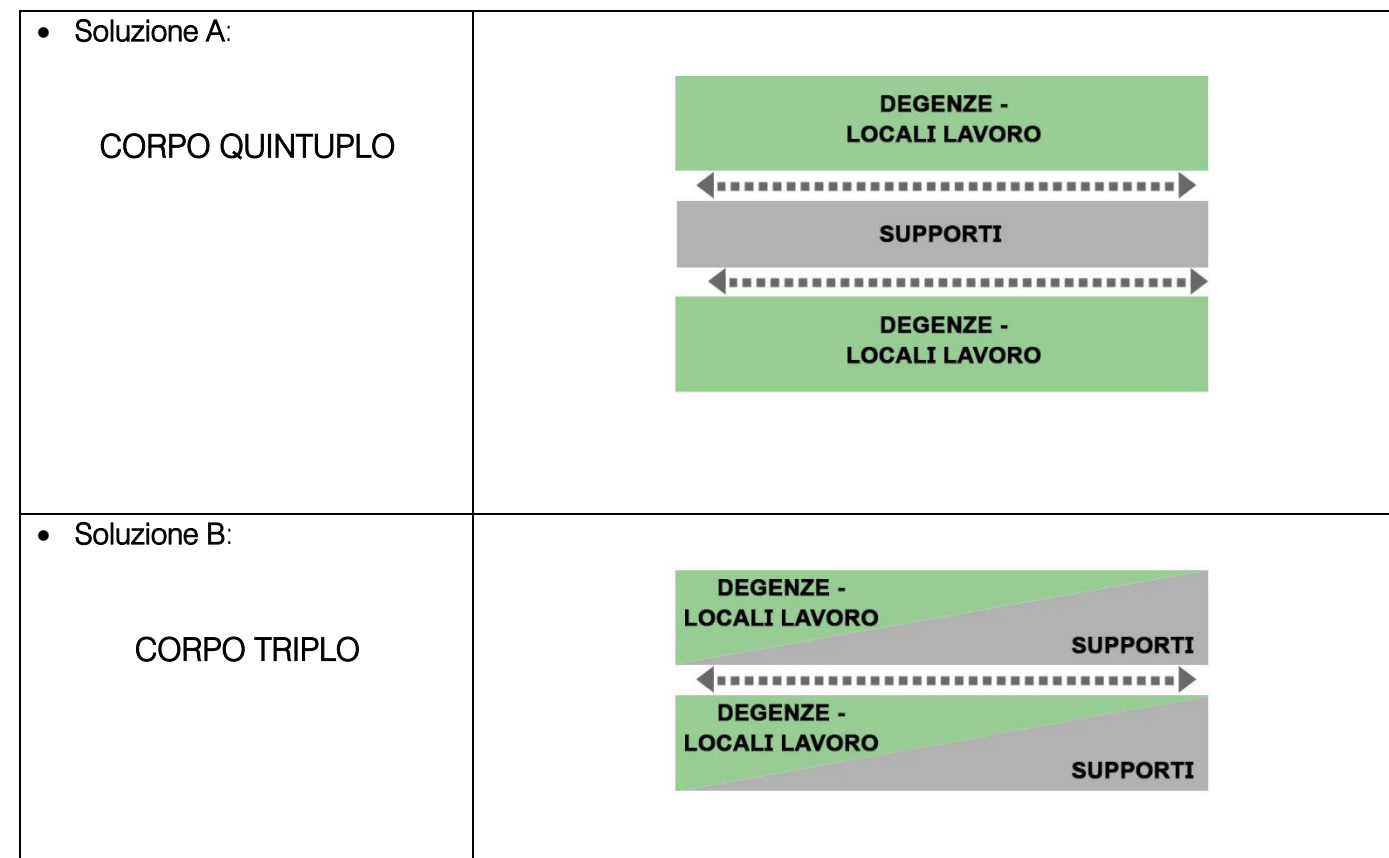 • Soluzione A:
CORPO QUINTUPLO
DEGENZE -
LOCALI LAVORO
SUPPORTI
DEGENZE -
LOCALI LAVORO
• Soluzione B:
CORPO TRIPLO
DEGENZE -
LOCALI LAVORO
SUPPORTI
DEGENZE -
LOCALI LAVORO
SUPPORTI